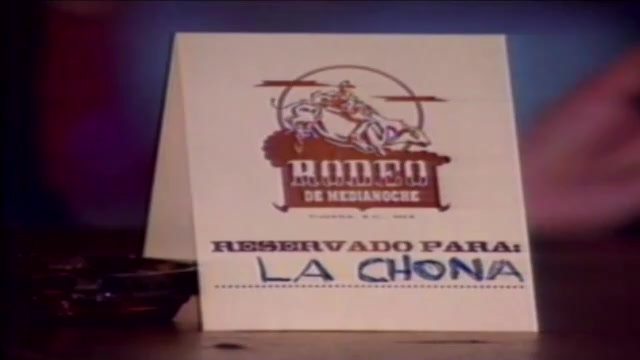 RODEO
DE MEDIANOCHE
RESERVADO PARA:
LA CHONA